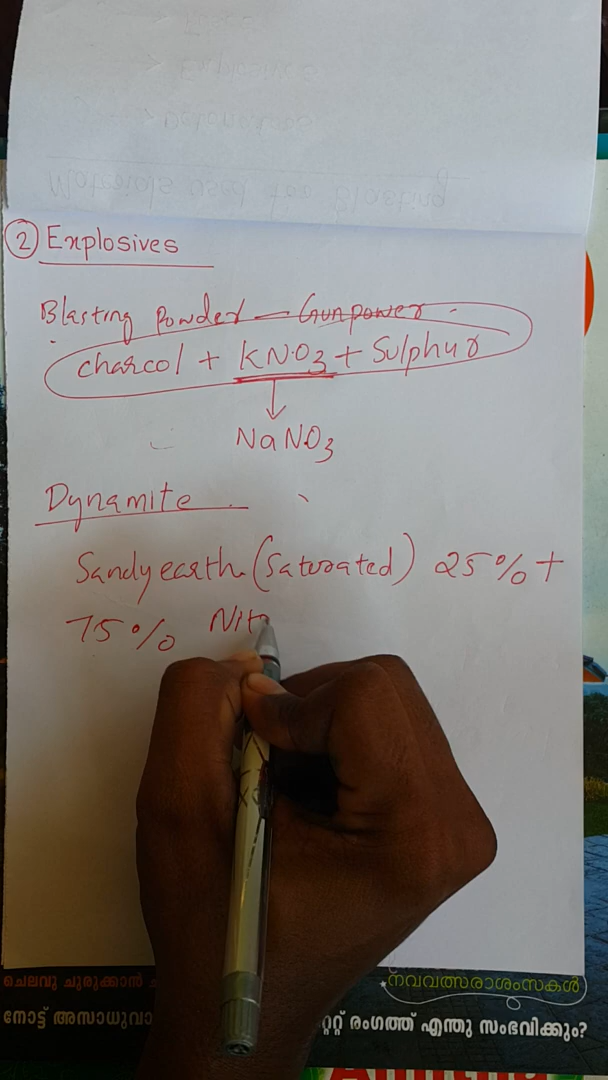 ② Explosives
Blasting Powder — Gunpower
charcol + KNO3 + Sulphur
NaNO3
Dynamite
Sandy earth (Saturated) 25% +
75% Nit
ചെലവു ചുരുക്കാൻ
നവവത്സരാശംസകൾ
നോട്ട് അസാധുവാ
രംഗത്ത് എന്തു സംഭവിക്കും?